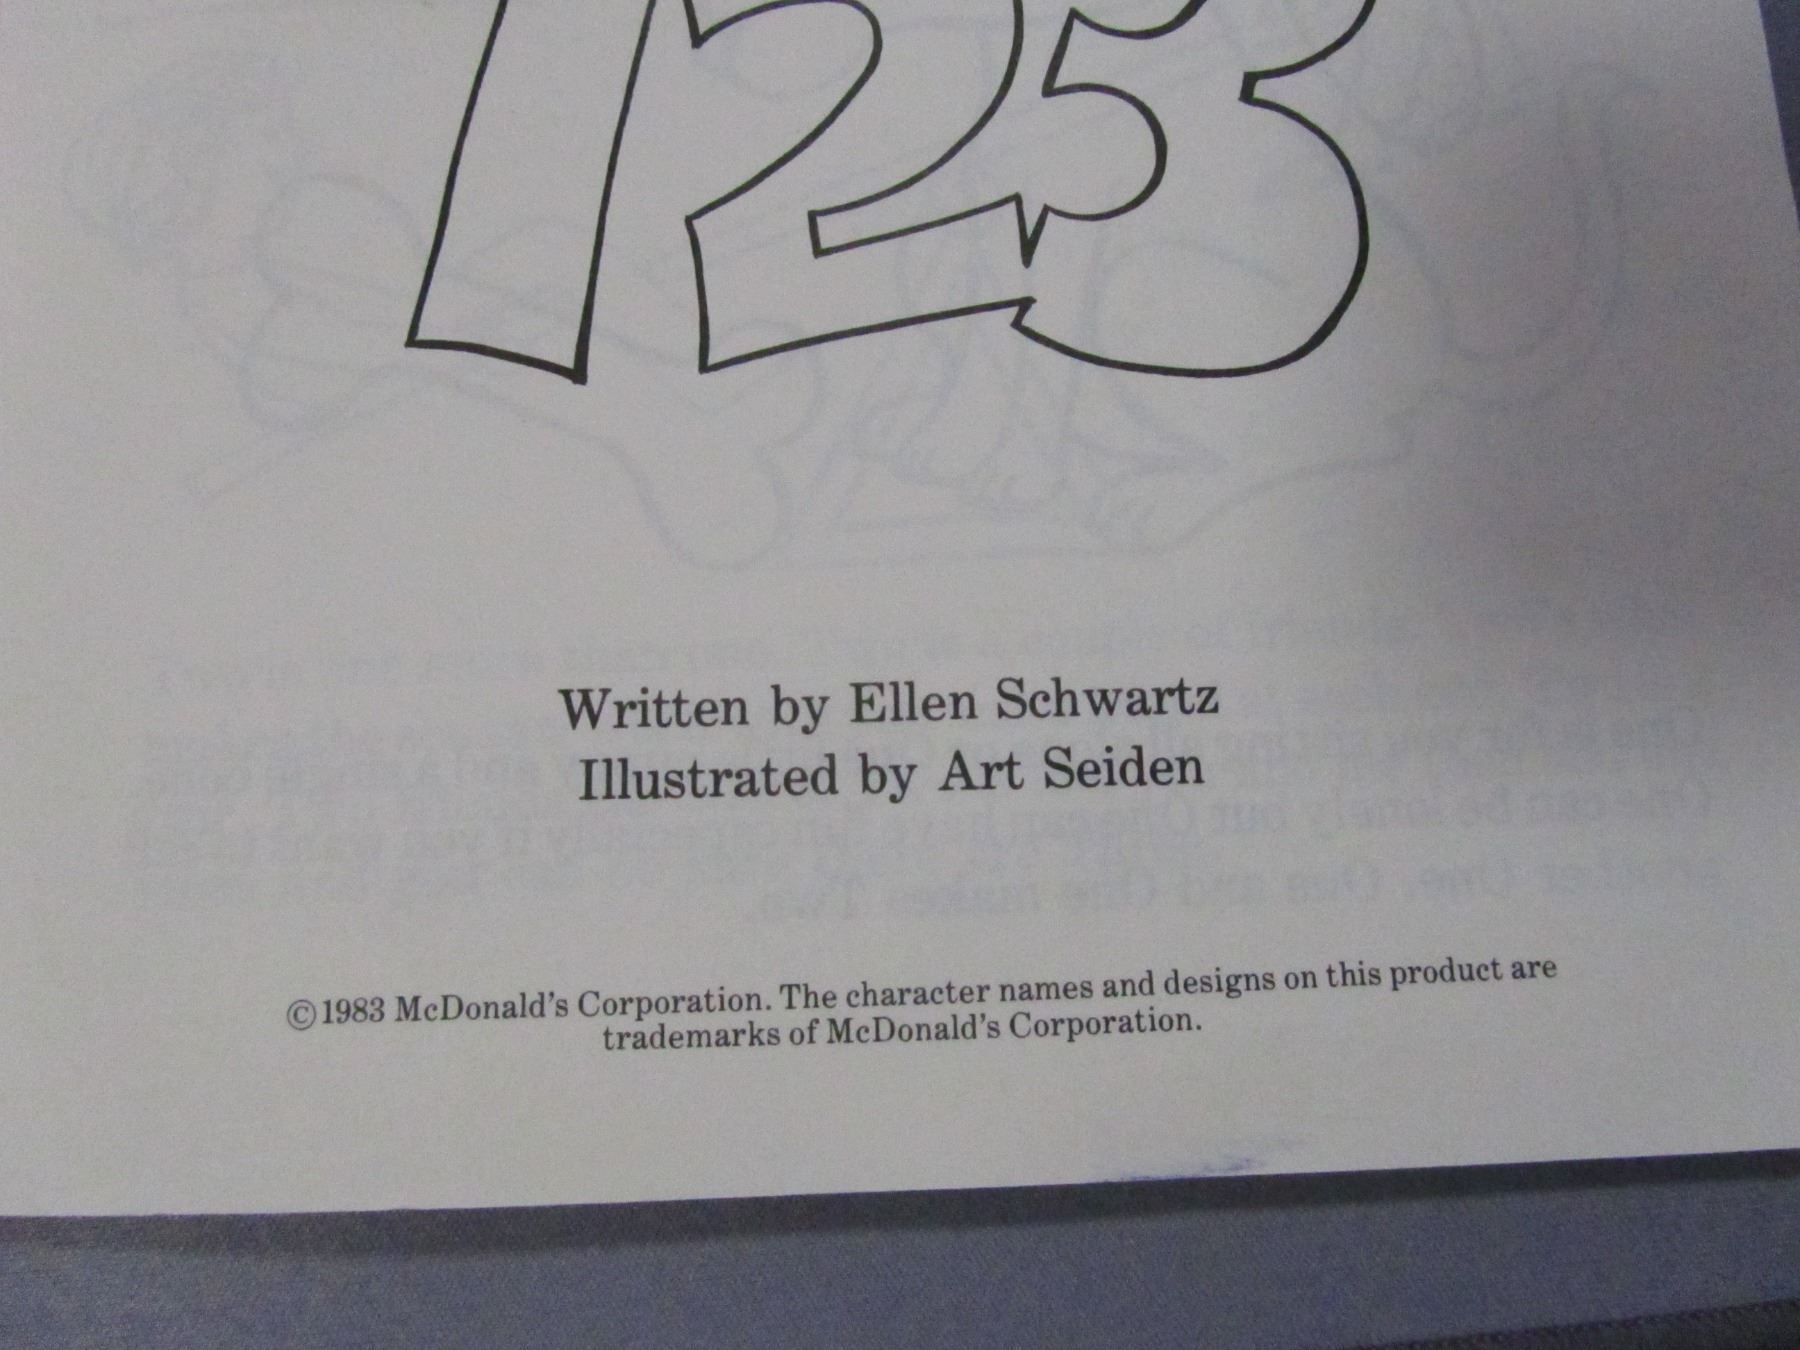 123
Written by Ellen Schwartz
Illustrated by Art Seiden
©1983 McDonald's Corporation. The character names and designs on this product are
trademarks of McDonald's Corporation.